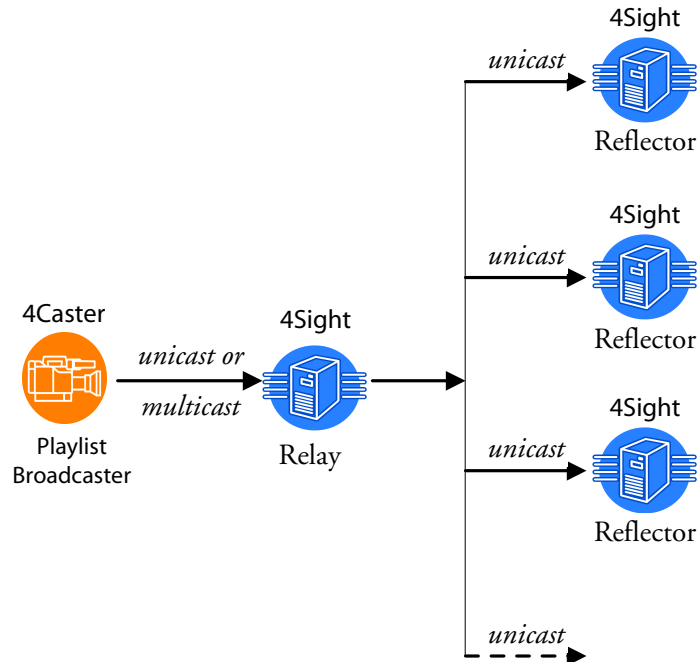 4Sight
unicast
Reflector
4Sight
unicast
Reflector
4Caster
4Sight
unicast or
multicast
Playlist
Broadcaster
Relay
4Sight
unicast
Reflector
unicast